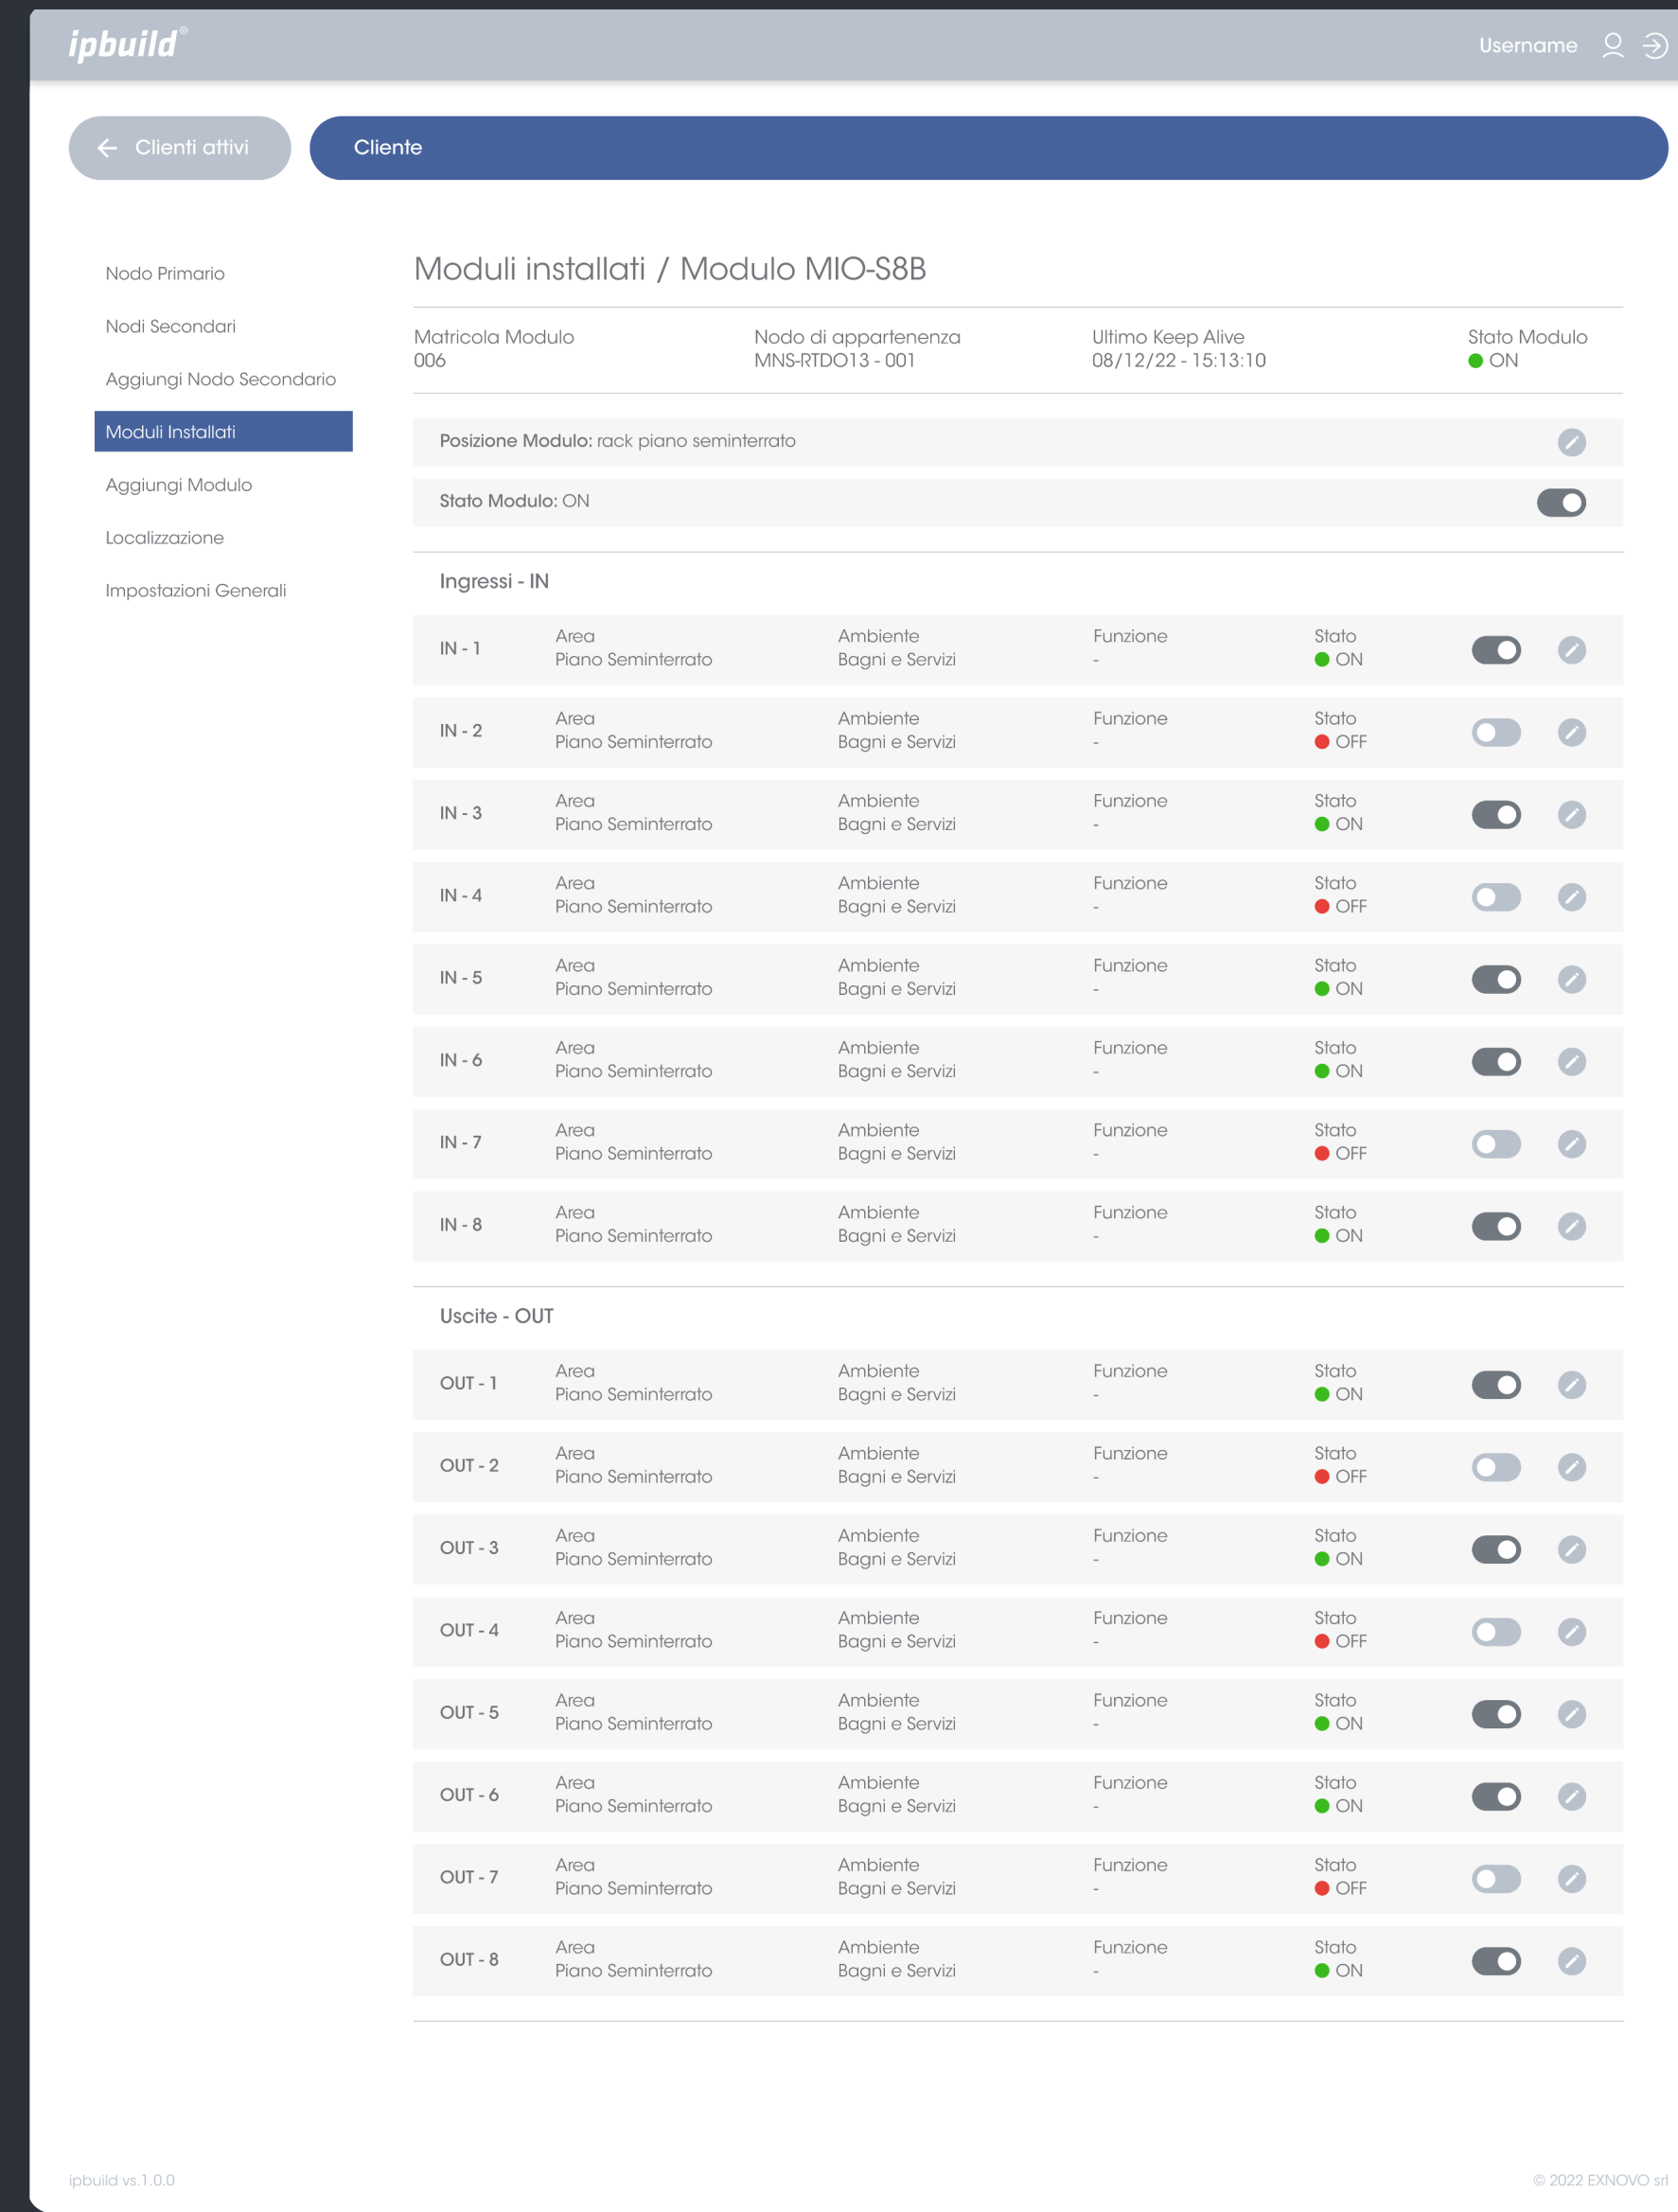 ipbuild®
Username
Clienti attivi
Cliente
Nodo Primario
Nodi Secondari
Aggiungi Nodo Secondario
Moduli Installati
Aggiungi Modulo
Localizzazione
Impostazioni Generali
Moduli installati / Modulo MIO-S8B
Matricola Modulo Nodo di appartenenza Ultimo Keep Alive Stato Modulo
006 MNS-RTDO13 - 001 08/12/22 - 15:13:10 ON
Posizione Modulo: rack piano seminterrato
Stato Modulo: ON
Ingressi - IN
IN - 1
Area Ambiente Funzione Stato
Piano Seminterrato Bagni e Servizi - ON
IN - 2
Area Ambiente Funzione Stato
Piano Seminterrato Bagni e Servizi - OFF
IN - 3
Area Ambiente Funzione Stato
Piano Seminterrato Bagni e Servizi - ON
IN - 4
Area Ambiente Funzione Stato
Piano Seminterrato Bagni e Servizi - OFF
IN - 5
Area Ambiente Funzione Stato
Piano Seminterrato Bagni e Servizi - ON
IN - 6
Area Ambiente Funzione Stato
Piano Seminterrato Bagni e Servizi - ON
IN - 7
Area Ambiente Funzione Stato
Piano Seminterrato Bagni e Servizi - OFF
IN - 8
Area Ambiente Funzione Stato
Piano Seminterrato Bagni e Servizi - ON
Uscite - OUT
OUT - 1
Area Ambiente Funzione Stato
Piano Seminterrato Bagni e Servizi - ON
OUT - 2
Area Ambiente Funzione Stato
Piano Seminterrato Bagni e Servizi - OFF
OUT - 3
Area Ambiente Funzione Stato
Piano Seminterrato Bagni e Servizi - ON
OUT - 4
Area Ambiente Funzione Stato
Piano Seminterrato Bagni e Servizi - OFF
OUT - 5
Area Ambiente Funzione Stato
Piano Seminterrato Bagni e Servizi - ON
OUT - 6
Area Ambiente Funzione Stato
Piano Seminterrato Bagni e Servizi - ON
OUT - 7
Area Ambiente Funzione Stato
Piano Seminterrato Bagni e Servizi - OFF
OUT - 8
Area Ambiente Funzione Stato
Piano Seminterrato Bagni e Servizi - ON
ipbuild vs.1.0.0
© 2022 EXNOVO srl